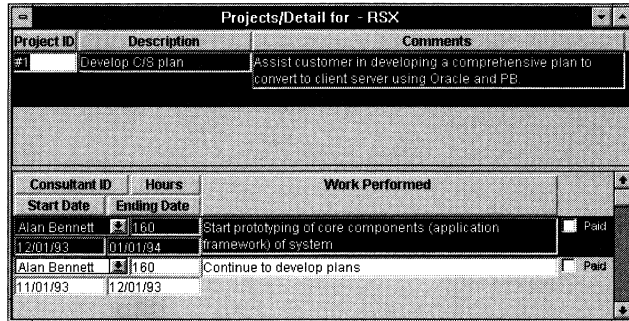 Projects/Detail for - RSX
Project ID Description Comments
#1 Develop C/S plan Assist customer in developing a comprehensive plan to
convert to client server using Oracle and PB.
Consultant ID Hours Work Performed
Start Date Ending Date
Alan Bennett 160 Start prototyping of core components (application Paid
12/01/93 01/01/94 framework) of system
Alan Bennett 160 Continue to develop plans Paid
11/01/93 12/01/93